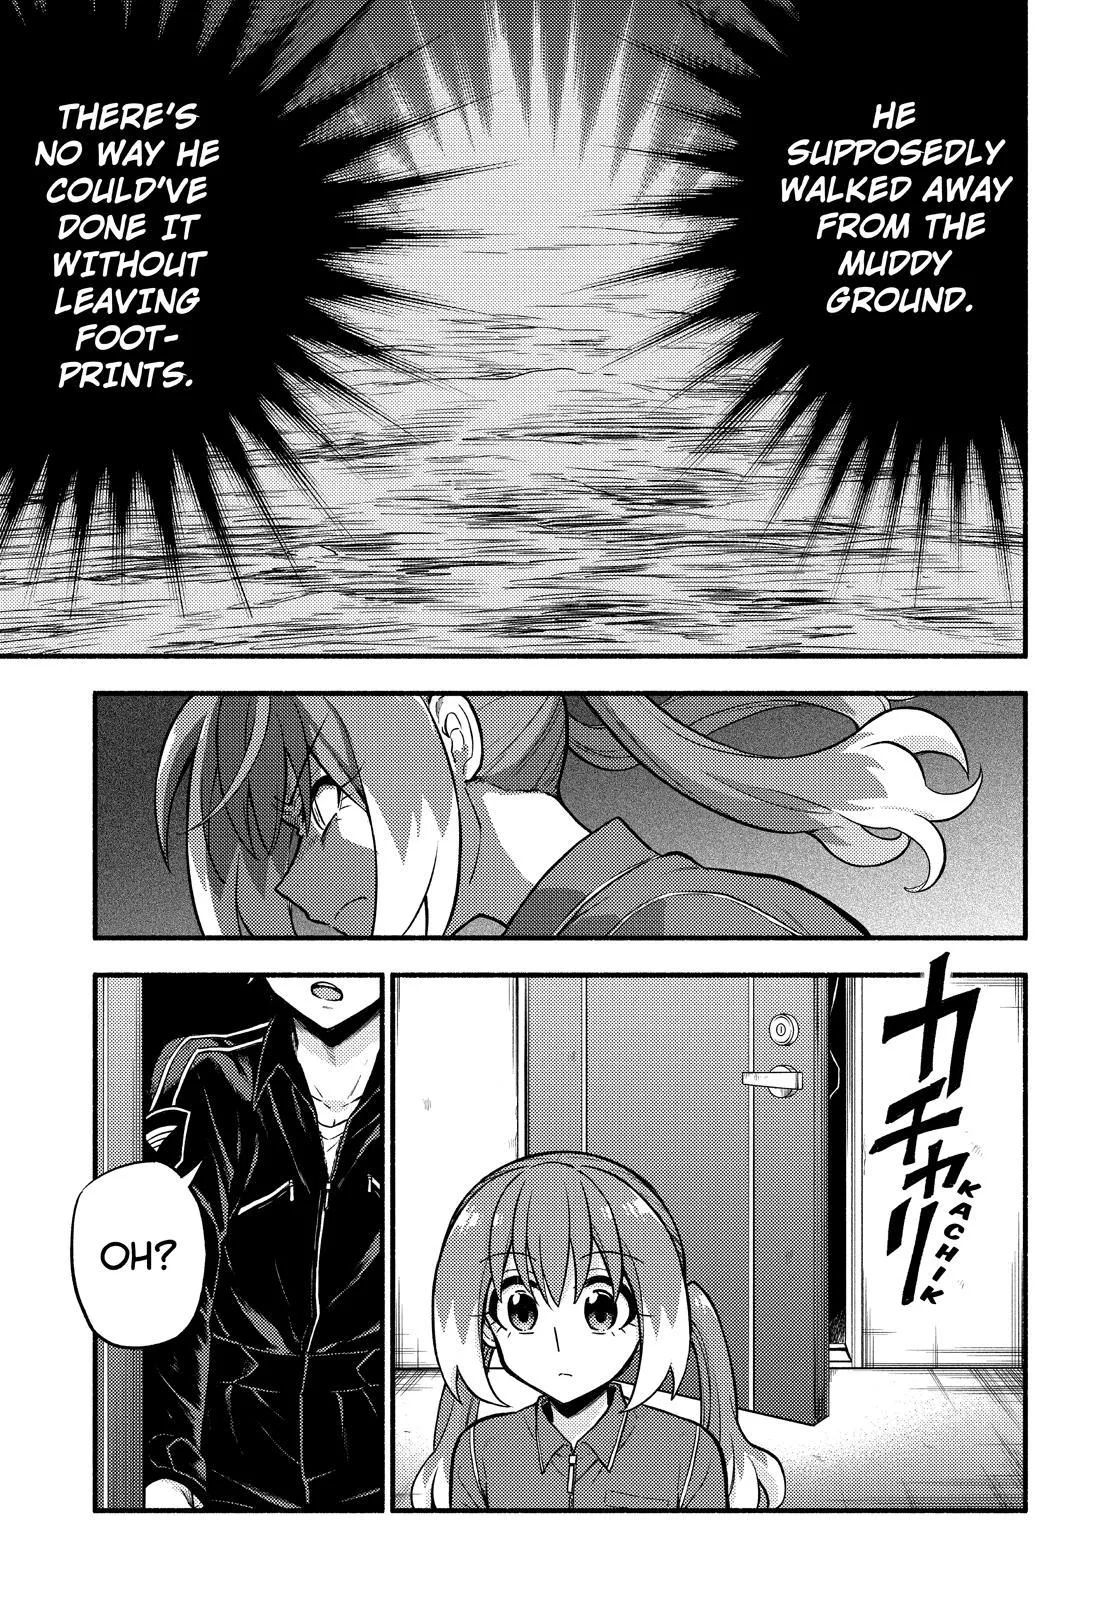 HE
SUPPOSEDLY
WALKED AWAY
FROM THE
MUDDY
GROUND.
THERE'S
NO WAY HE
COULD'VE
DONE IT
WITHOUT
LEAVING
FOOT-
PRINTS.
ガチャリ
KACHIK
OH?